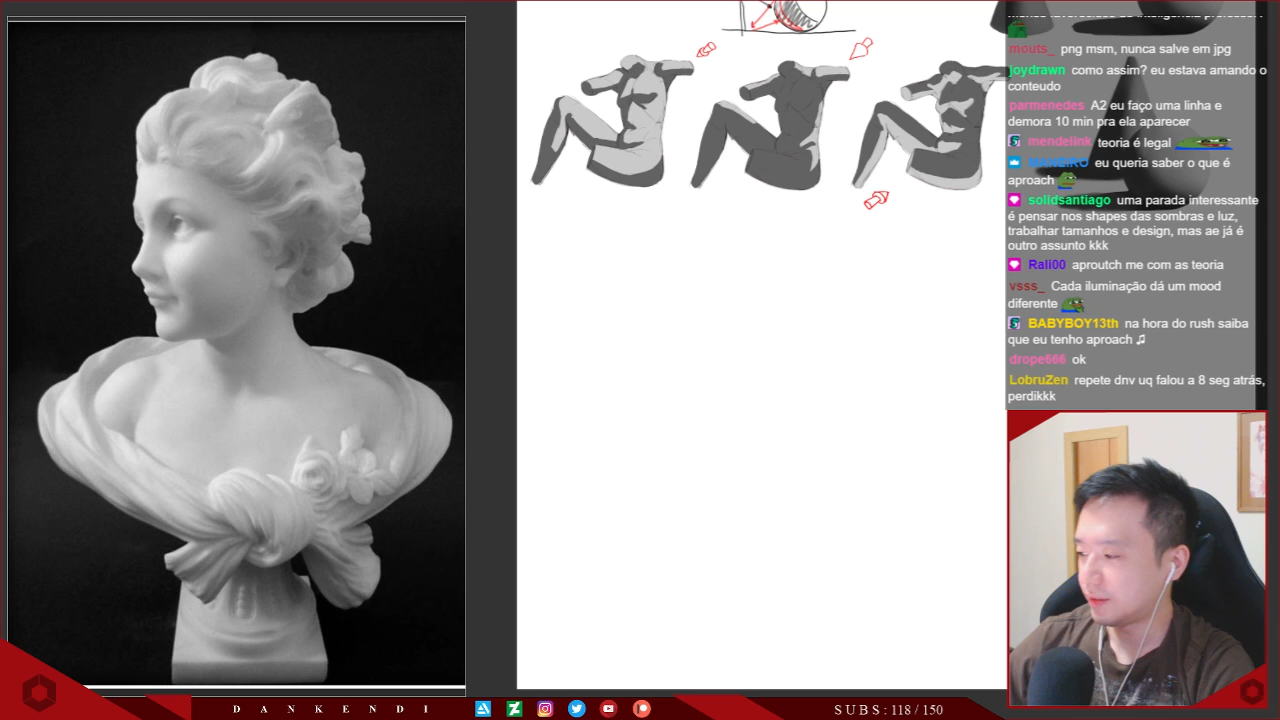 mouts_ png msm, nunca salve em jpg
joydrawn como assim? eu estava amando o
conteudo
parmenedes A2 eu faço uma linha e
demora 10 min pra ela aparecer
mendelink teoria é legal
eu queria saber o que é
aproach
solidsantiago uma parada interessante
é pensar nos shapes das sombras e luz,
trabalhar tamanhos e design, mas ae já é
outro assunto kkk
Rali00 aproutch me com as teoria
vsss_ Cada iluminação dá um mood
diferente
BABYBOY13th na hora do rush saiba
que eu tenho aproach ♫
drope666 ok
LobruZen repete dnv uq falou a 8 seg atrás,
perdikkk
DANKENDI
SUBS: 118 / 150